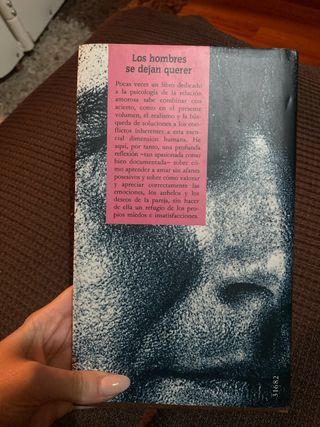 Los hombres
se dejan querer
Pocas veces un libro dedicado
a la psicología de la relación
amorosa sabe combinar con
acierto, como en el presente
volumen, el realismo y la bús-
queda de soluciones a los con-
flictos inherentes a esta esen-
cial dimensión humana. He
aquí, por tanto, una profunda
reflexión –tan apasionada como
bien documentada– sobre có-
mo aprender a amar sin afanes
posesivos y sobre cómo valorar
y apreciar correctamente las
emociones, los anhelos y los
deseos de la pareja, sin hacer
de ella un refugio de los pro-
pios miedos e insatisfacciones.
31682